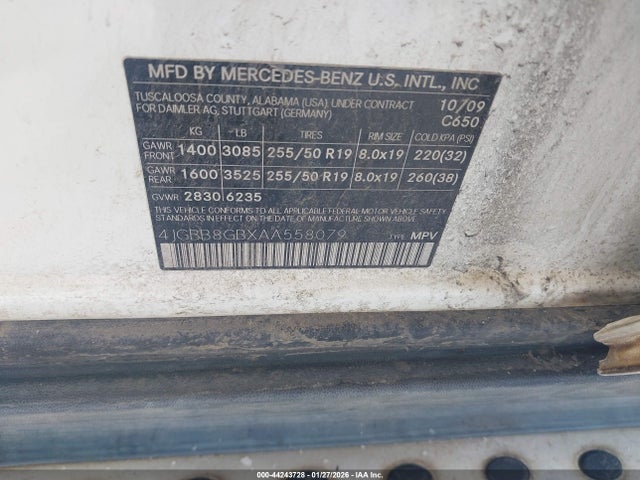 MFD BY MERCEDES-BENZ U.S. INTL., INC
TUSCALOOSA COUNTY, ALABAMA (USA), UNDER CONTRACT 10/09
FOR DAIMLER AG, STUTTGART (GERMANY) C650
KG LB TIRES RIM SIZE COLD KPA (PSI)
GAWR FRONT 1400 3085 255/50 R19 8.0x19 220(32)
GAWR REAR 1600 3525 255/50 R19 8.0x19 260(38)
GVWR 2830 6235
THIS VEHICLE CONFORMS TO ALL APPLICABLE FEDERAL MOTOR VEHICLE
SAFETY STANDARDS IN EFFECT ON THE DATE OF MANUFACTURE SHOWN ABOVE.
4JGBB8GBXAA558079 TYPE: MPV
000-44243728 - 01/27/2026 - IAA Inc.